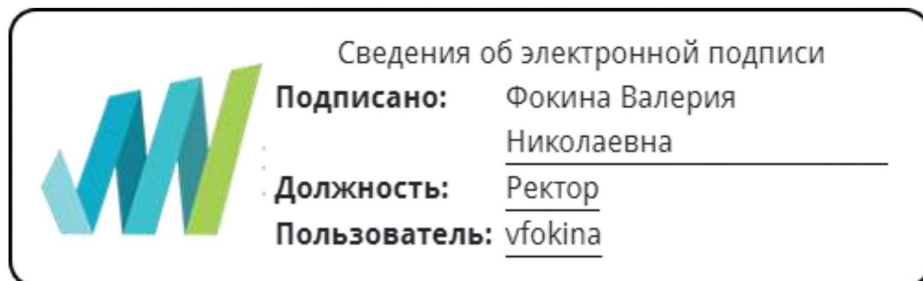 Сведения об электронной подписи
Подписано: Фокина Валерия
Николаевна
Должность: Ректор
Пользователь: vfokina